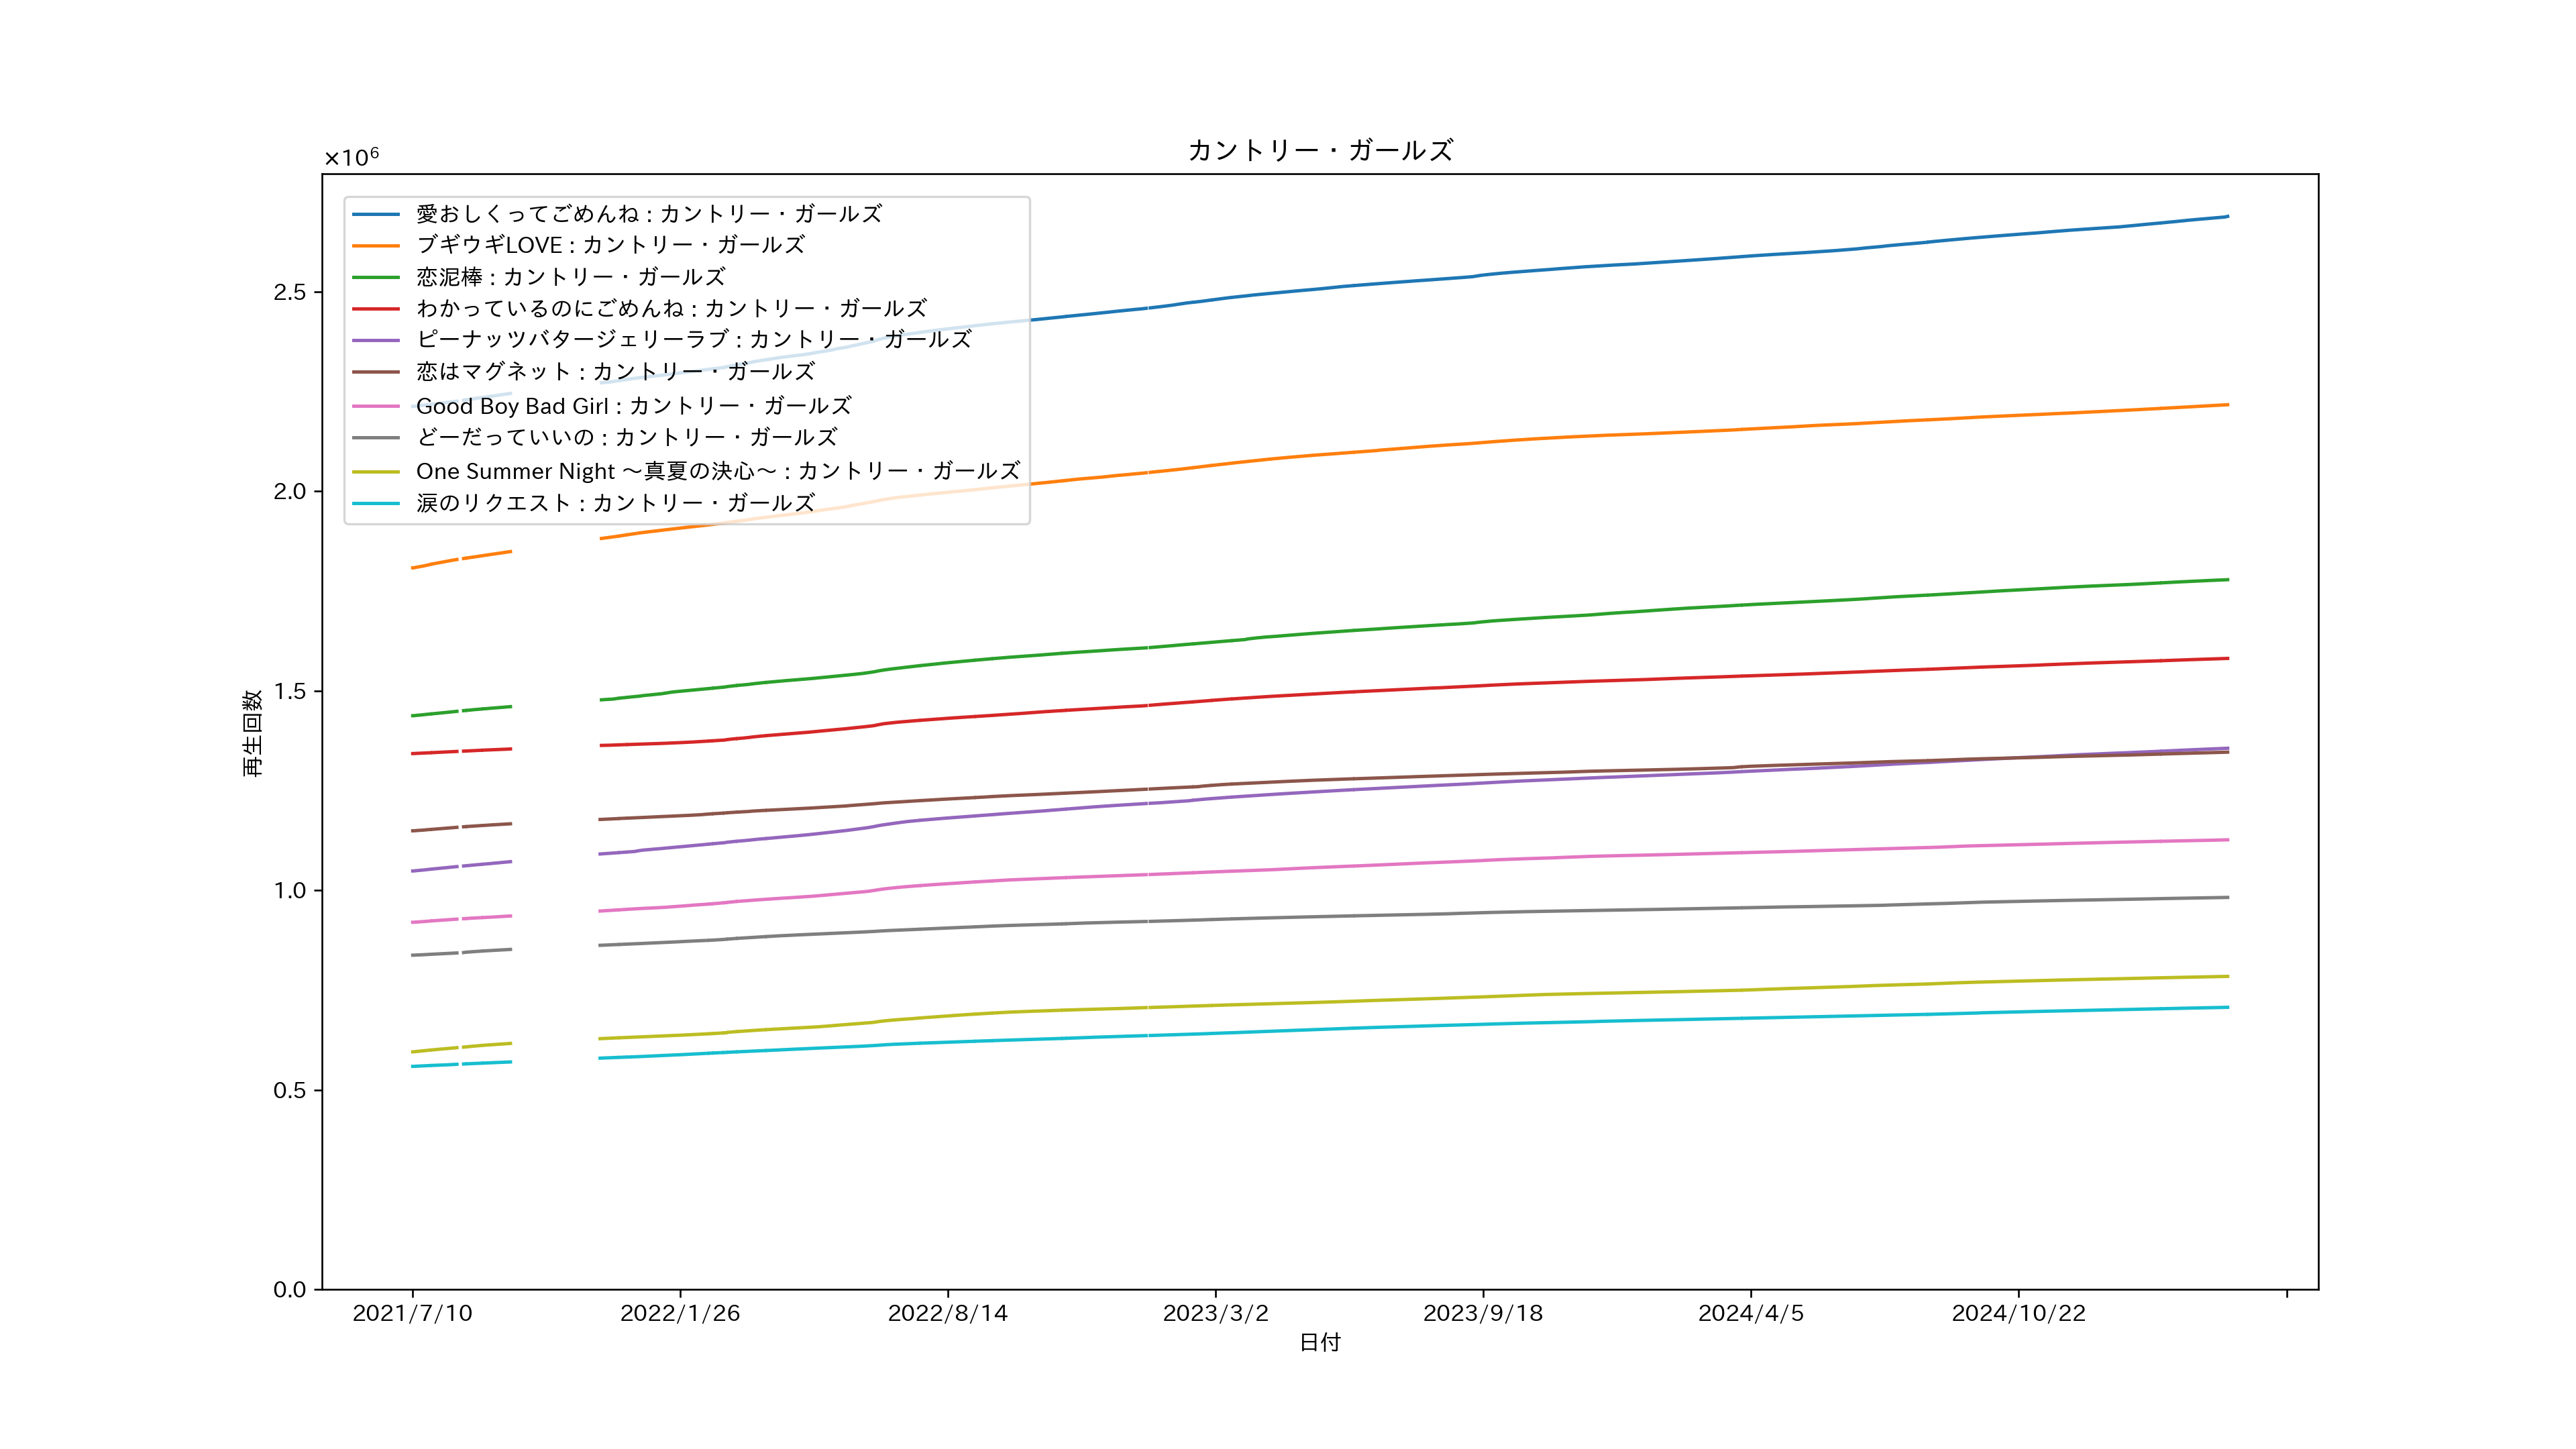 カントリー・ガールズ
×10⁶
愛おしくってごめんね : カントリー・ガールズ
ブギウギLOVE : カントリー・ガールズ
恋泥棒 : カントリー・ガールズ
わかっているのにごめんね : カントリー・ガールズ
ピーナッツバタージェリーラブ : カントリー・ガールズ
恋はマグネット : カントリー・ガールズ
Good Boy Bad Girl : カントリー・ガールズ
どーだっていいの : カントリー・ガールズ
One Summer Night 〜真夏の決心〜 : カントリー・ガールズ
涙のリクエスト : カントリー・ガールズ
2.5
2.0
1.5
1.0
0.5
0.0
再生回数
2021/7/10 2022/1/26 2022/8/14 2023/3/2 2023/9/18 2024/4/5 2024/10/22
日付